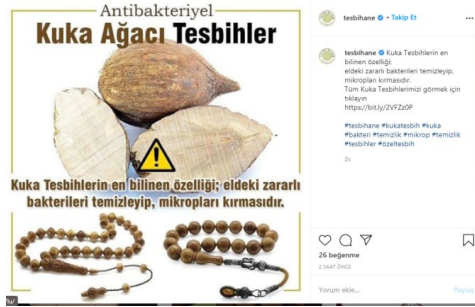 Antibakteriyel
Kuka Ağacı Tesbihler
Kuka Tesbihlerin en bilinen özelliği; eldeki zararlı
bakterileri temizleyip, mikropları kırmasıdır.
tesbihane • Takip Et
tesbihane Kuka Tesbihlerin en
bilinen özelliği;
eldeki zararlı bakterileri temizleyip,
mikropları kırmasıdır.
Tüm Kuka Tesbihlerimizi görmek için
tıklayın
https://bit.ly/2VFZz0P
#tesbihane #kukatesbih #kuka
#bakteri #temizlik #mikrop #temizlik
#tesbihler #özeltesbih
2s
26 beğenme
2 SAAT ÖNCE
Yorum ekle...
Paylaş